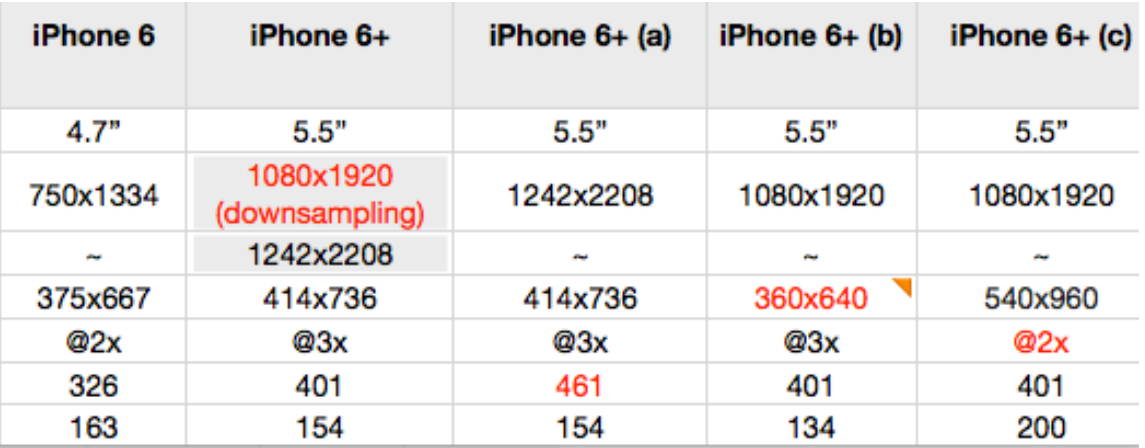 iPhone 6 iPhone 6+ iPhone 6+ (a) iPhone 6+ (b) iPhone 6+ (c)
4.7” 5.5” 5.5” 5.5” 5.5”
750x1334 1080x1920 (downsampling) 1242x2208 1080x1920 1080x1920
~ 1242x2208 ~ ~ ~
375x667 414x736 414x736 360x640 540x960
@2x @3x @3x @3x @2x
326 401 461 401 401
163 154 154 134 200